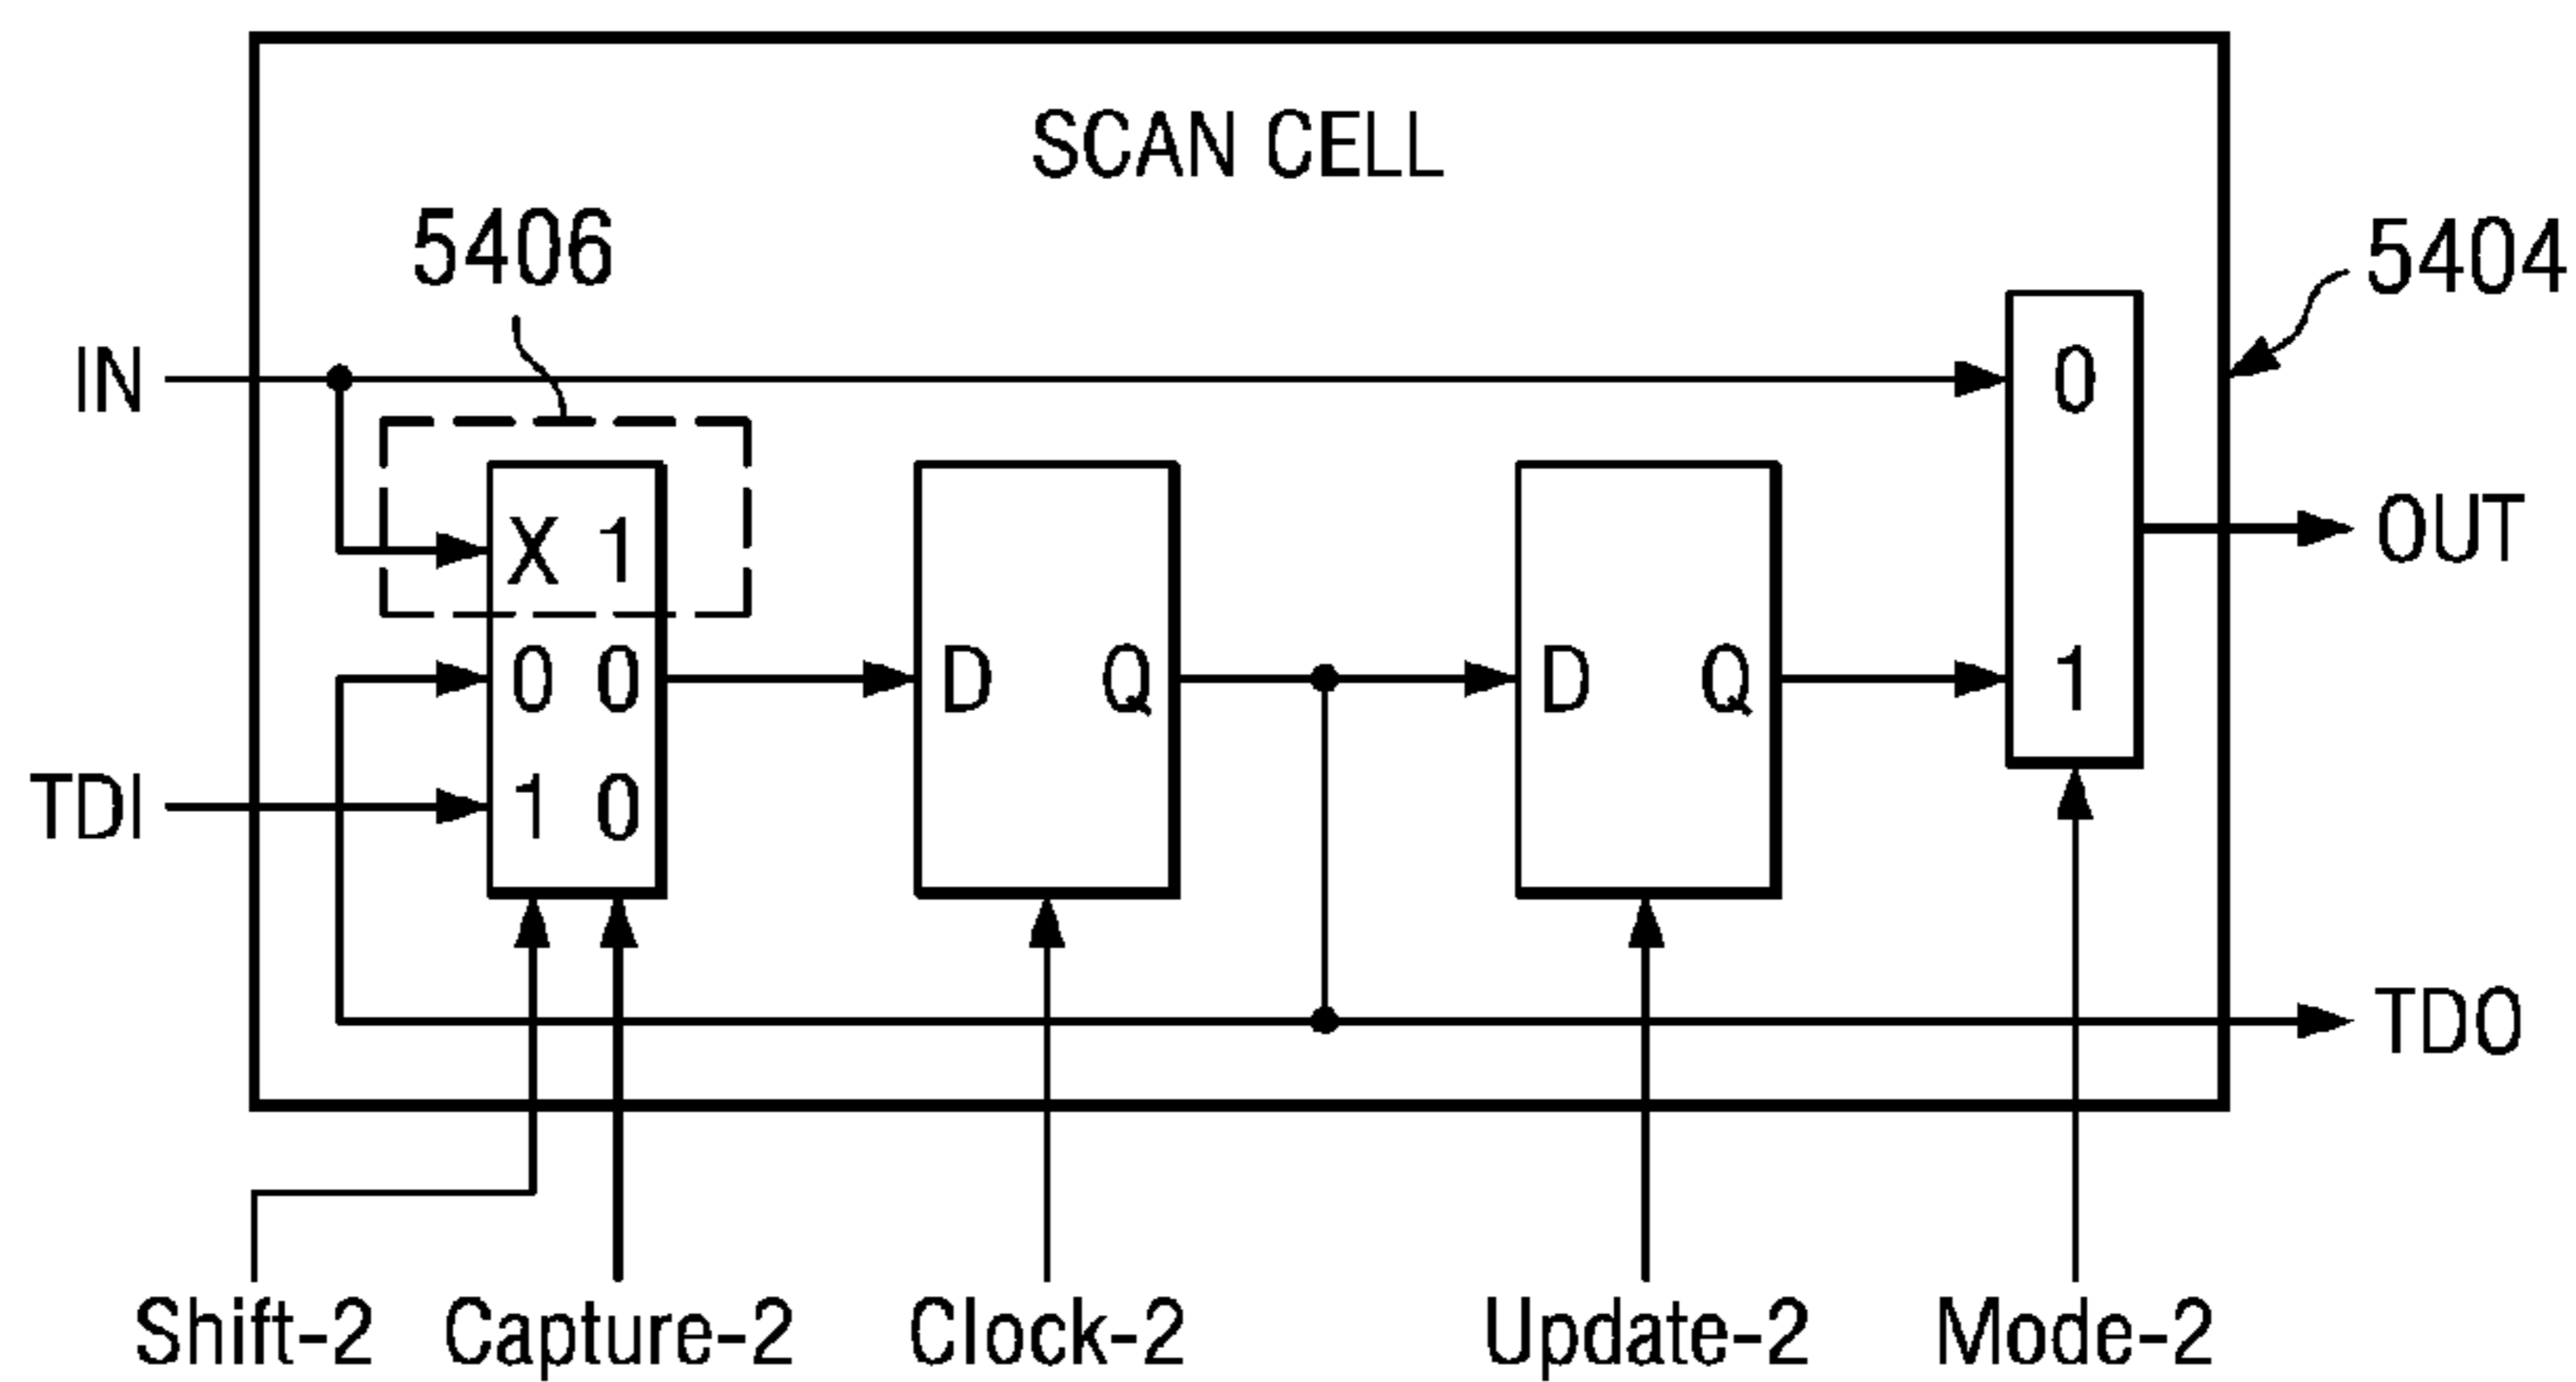 SCAN CELL
5406
5404
IN
0
X 1
OUT
0 0
D Q
D Q
1
TDI
1 0
TDO
Shift-2
Capture-2
Clock-2
Update-2
Mode-2